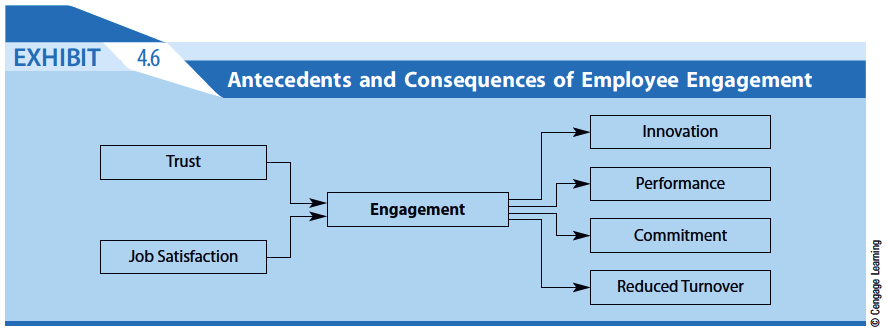 EXHIBIT 4.6
Antecedents and Consequences of Employee Engagement
Trust
Job Satisfaction
Engagement
Innovation
Performance
Commitment
Reduced Turnover
© Cengage Learning